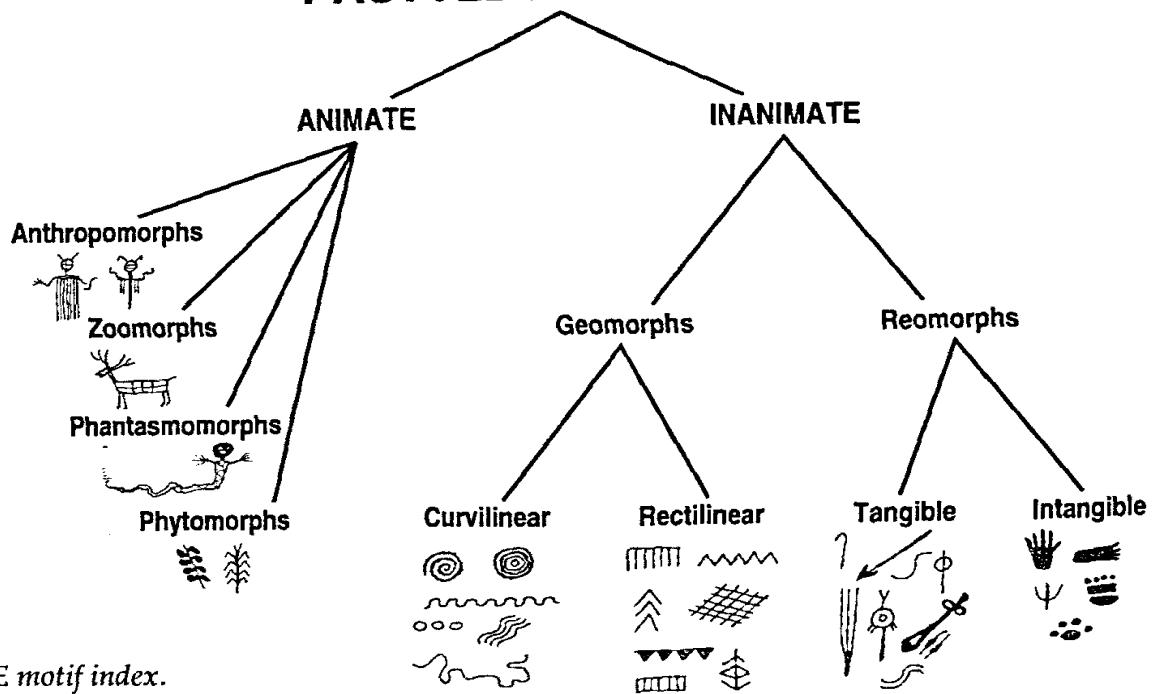 ANIMATE
INANIMATE
Anthropomorphs
Zoomorphs
Phantasmomorphs
Phytomorphs
Geomorphs
Reomorphs
Curvilinear
Rectilinear
Tangible
Intangible
motif index.